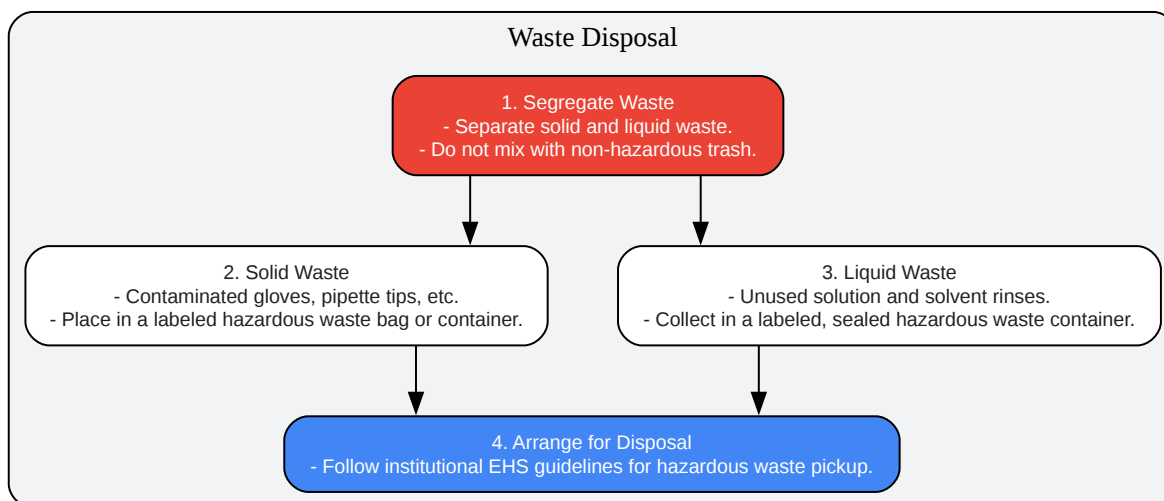 Waste Disposal
1. Segregate Waste
- Separate solid and liquid waste.
- Do not mix with non-hazardous trash.
2. Solid Waste
- Contaminated gloves, pipette tips, etc.
- Place in a labeled hazardous waste bag or container.
3. Liquid Waste
- Unused solution and solvent rinses.
- Collect in a labeled, sealed hazardous waste container.
4. Arrange for Disposal
- Follow institutional EHS guidelines for hazardous waste pickup.